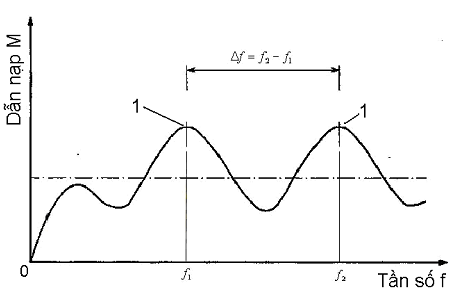 Dẫn nạp M
Δf = f₂ – f₁
1
1
0
f₁
f₂
Tần số f